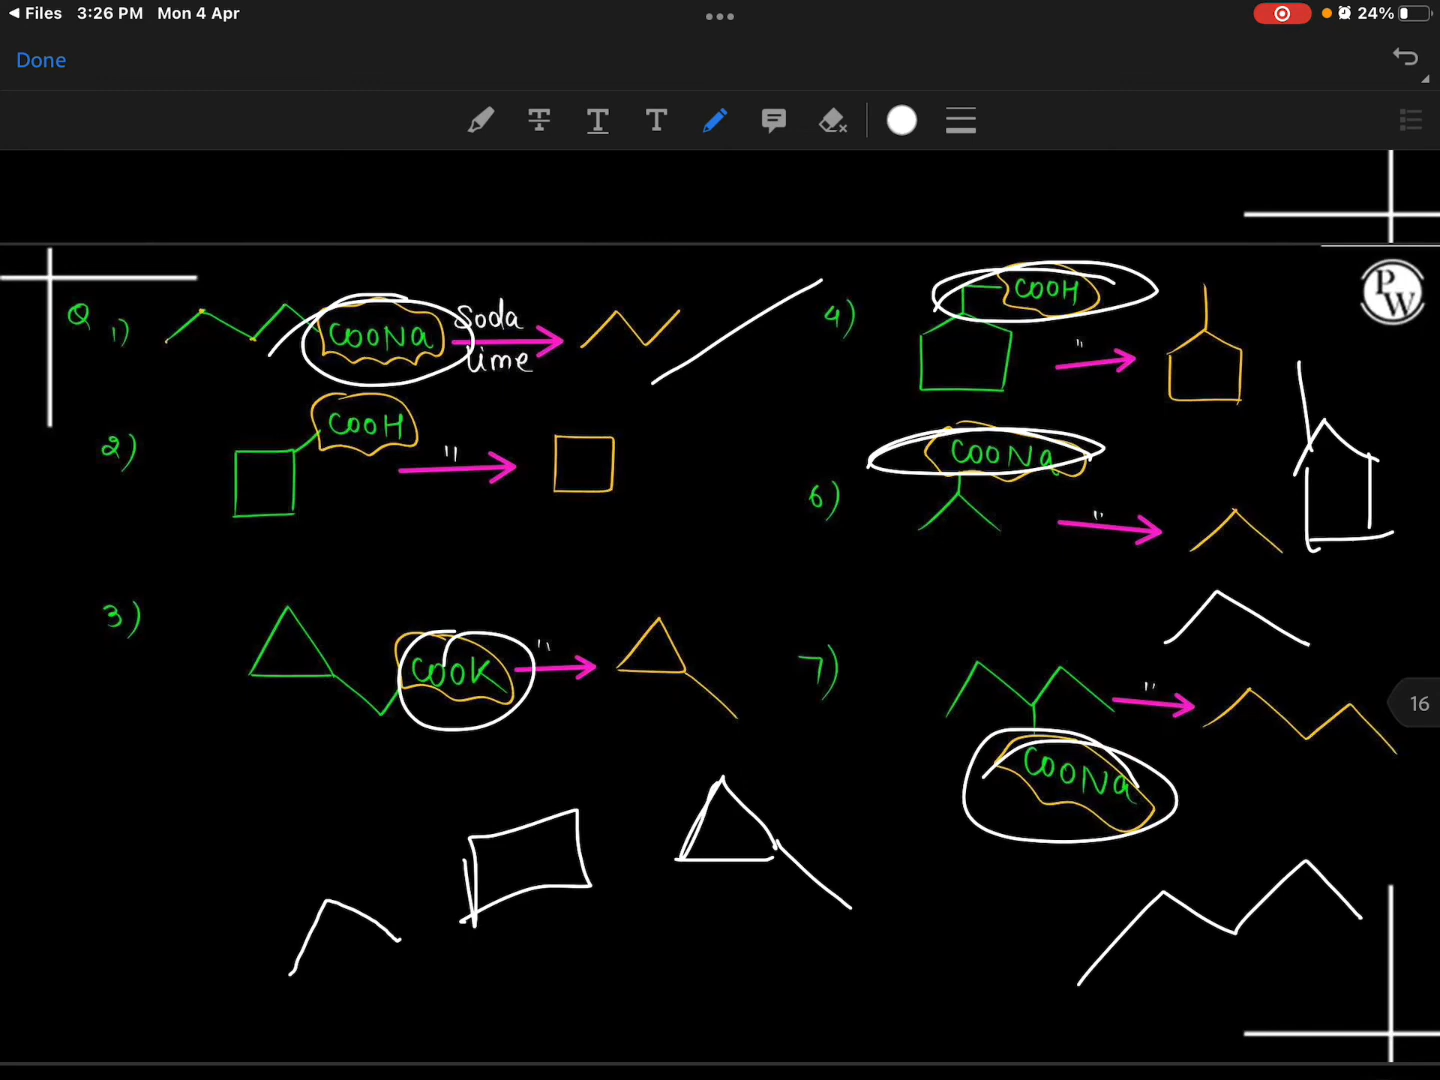 Files 3:26 PM Mon 4 Apr
24%
Done
T T T
PW
Q 1) COONa Soda lime
4) COOH "
2) COOH "
6) COONa "
3) COOK "
7) COONa "
16